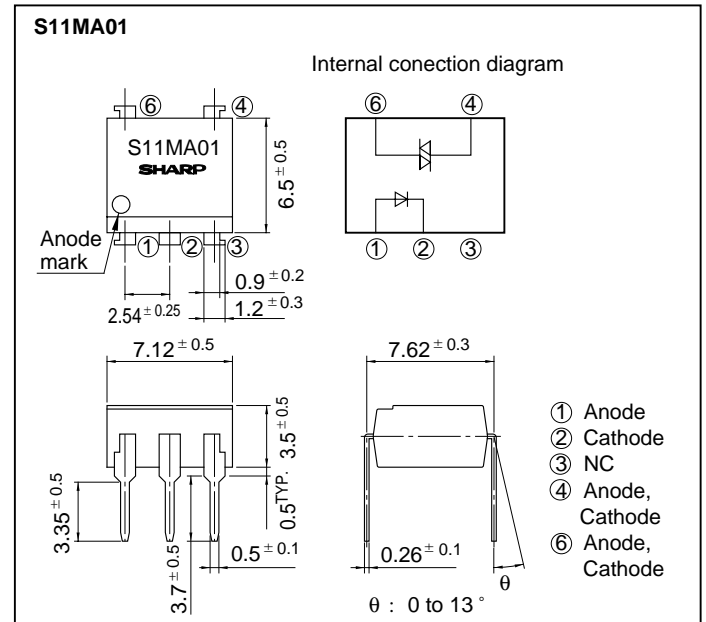 S11MA01
Internal conection diagram
⑥ ④
S11MA01
SHARP
6.5 ± 0.5
Anode
mark
① ② ③
0.9 ± 0.2
1.2 ± 0.3
2.54 ± 0.25
⑥ ④
① ② ③
7.12 ± 0.5
3.5 ± 0.5
0.5 TYP.
3.35 ± 0.5
3.7 ± 0.5
0.5 ± 0.1
7.62 ± 0.3
0.26 ± 0.1
θ
θ : 0 to 13 °
① Anode
② Cathode
③ NC
④ Anode,
Cathode
⑥ Anode,
Cathode